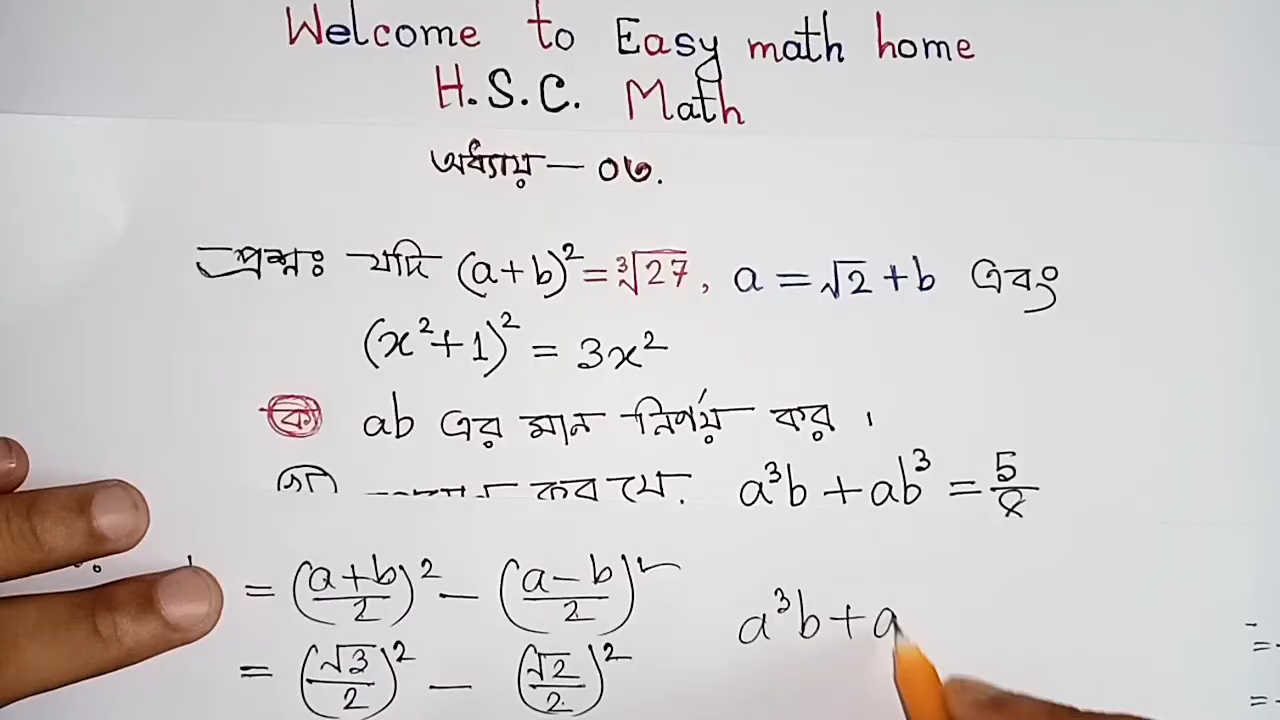 Welcome to Easy math home
H.S.C. Math
অধ্যায় — ০৩.
প্রশ্নঃ যদি (a+b)² = ∛27, a = √2 + b এবং
(x²+1)² = 3x²
ক ab এর মান নির্ণয় কর।
কর যে, a³b + ab³ = 5/8
= ((a+b)/2)² − ((a−b)/2)²
a³b + a
= (√3/2)² − (√2/2)²